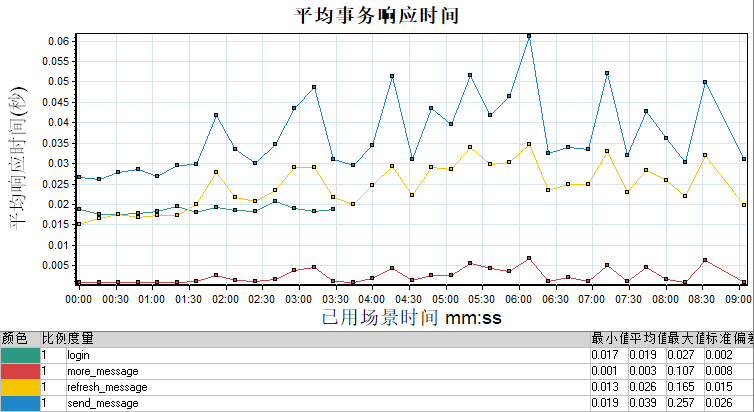 平均事务响应时间
平均响应时间(秒)
0.06
0.055
0.05
0.045
0.04
0.035
0.03
0.025
0.02
0.015
0.01
0.005
00:00 00:30 01:00 01:30 02:00 02:30 03:00 03:30 04:00 04:30 05:00 05:30 06:00 06:30 07:00 07:30 08:00 08:30 09:00
已用场景时间 mm:ss
颜色 比例 度量 最小值 平均值 最大值 标准偏差
1 login 0.017 0.019 0.027 0.002
1 more_message 0.001 0.003 0.107 0.008
1 refresh_message 0.013 0.026 0.165 0.015
1 send_message 0.019 0.039 0.257 0.026